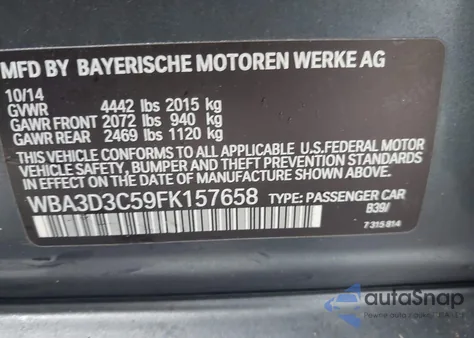 MFD BY BAYERISCHE MOTOREN WERKE AG
10/14
GVWR 4442 lbs 2015 kg
GAWR FRONT 2072 lbs 940 kg
GAWR REAR 2469 lbs 1120 kg
THIS VEHICLE CONFORMS TO ALL APPLICABLE U.S.FEDERAL MOTOR
VEHICLE SAFETY, BUMPER AND THEFT PREVENTION STANDARDS IN
EFFECT ON THE DATE OF MANUFACTURE SHOWN ABOVE.
WBA3D3C59FK157658 TYPE: PASSENGER CAR
B39/
7 315 814
autoSnap
Pewne auto z